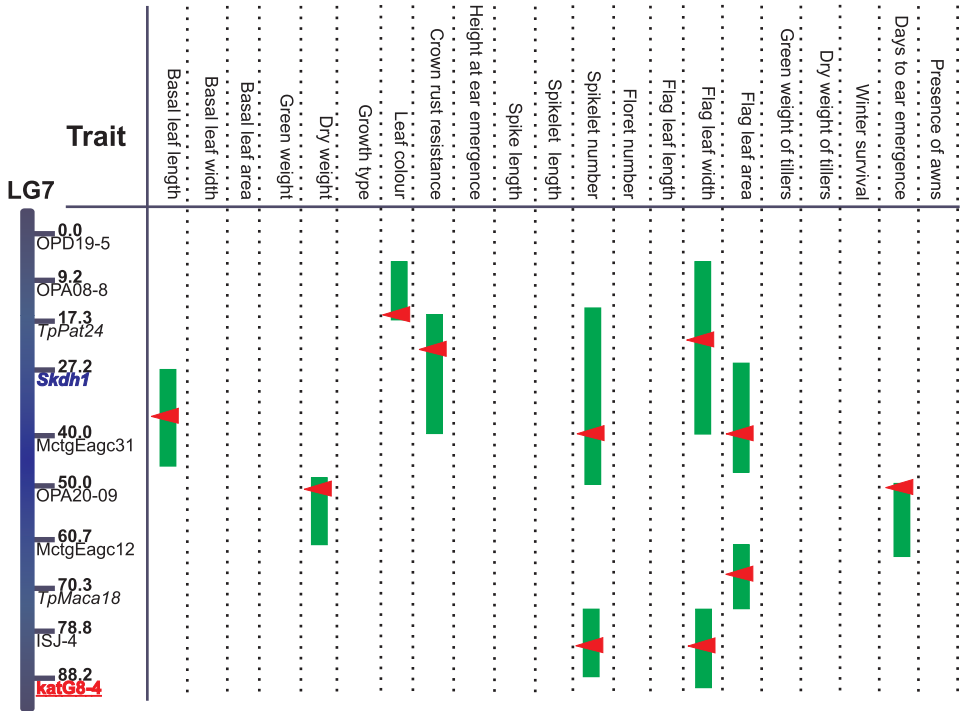 Trait
Basal leaf length
Basal leaf width
Basal leaf area
Green weight
Dry weight
Growth type
Leaf colour
Crown rust resistance
Height at ear emergence
Spike length
Spikelet length
Spikelet number
Floret number
Flag leaf length
Flag leaf width
Flag leaf area
Green weight of tillers
Dry weight of tillers
Winter survival
Days to ear emergence
Presence of awns
LG7
0.0
OPD19-5
9.2
OPA08-8
17.3
TpPat24
27.2
Skdh1
40.0
MctgEagc31
50.0
OPA20-09
60.7
MctgEagc12
70.3
TpMaca18
78.8
ISJ-4
88.2
katG8-4